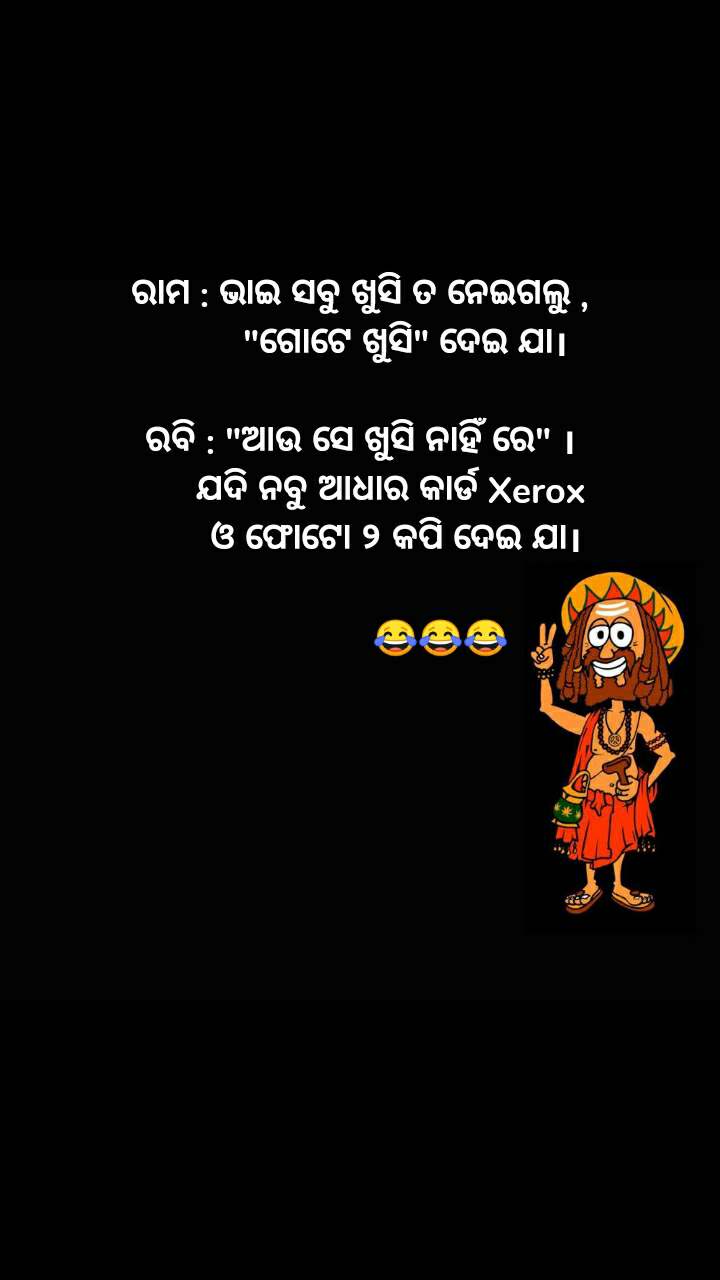 ରାମ : ଭାଇ ସବୁ ଖୁସି ତ ନେଇଗଲୁ ,
"ଗୋଟେ ଖୁସି" ଦେଇ ଯା।
ରବି : "ଆଉ ସେ ଖୁସି ନାହିଁ ରେ" ।
ଯଦି ନବୁ ଆଧାର କାର୍ଡ Xerox
ଓ ଫୋଟୋ ୨ କପି ଦେଇ ଯା।
😂😂😂